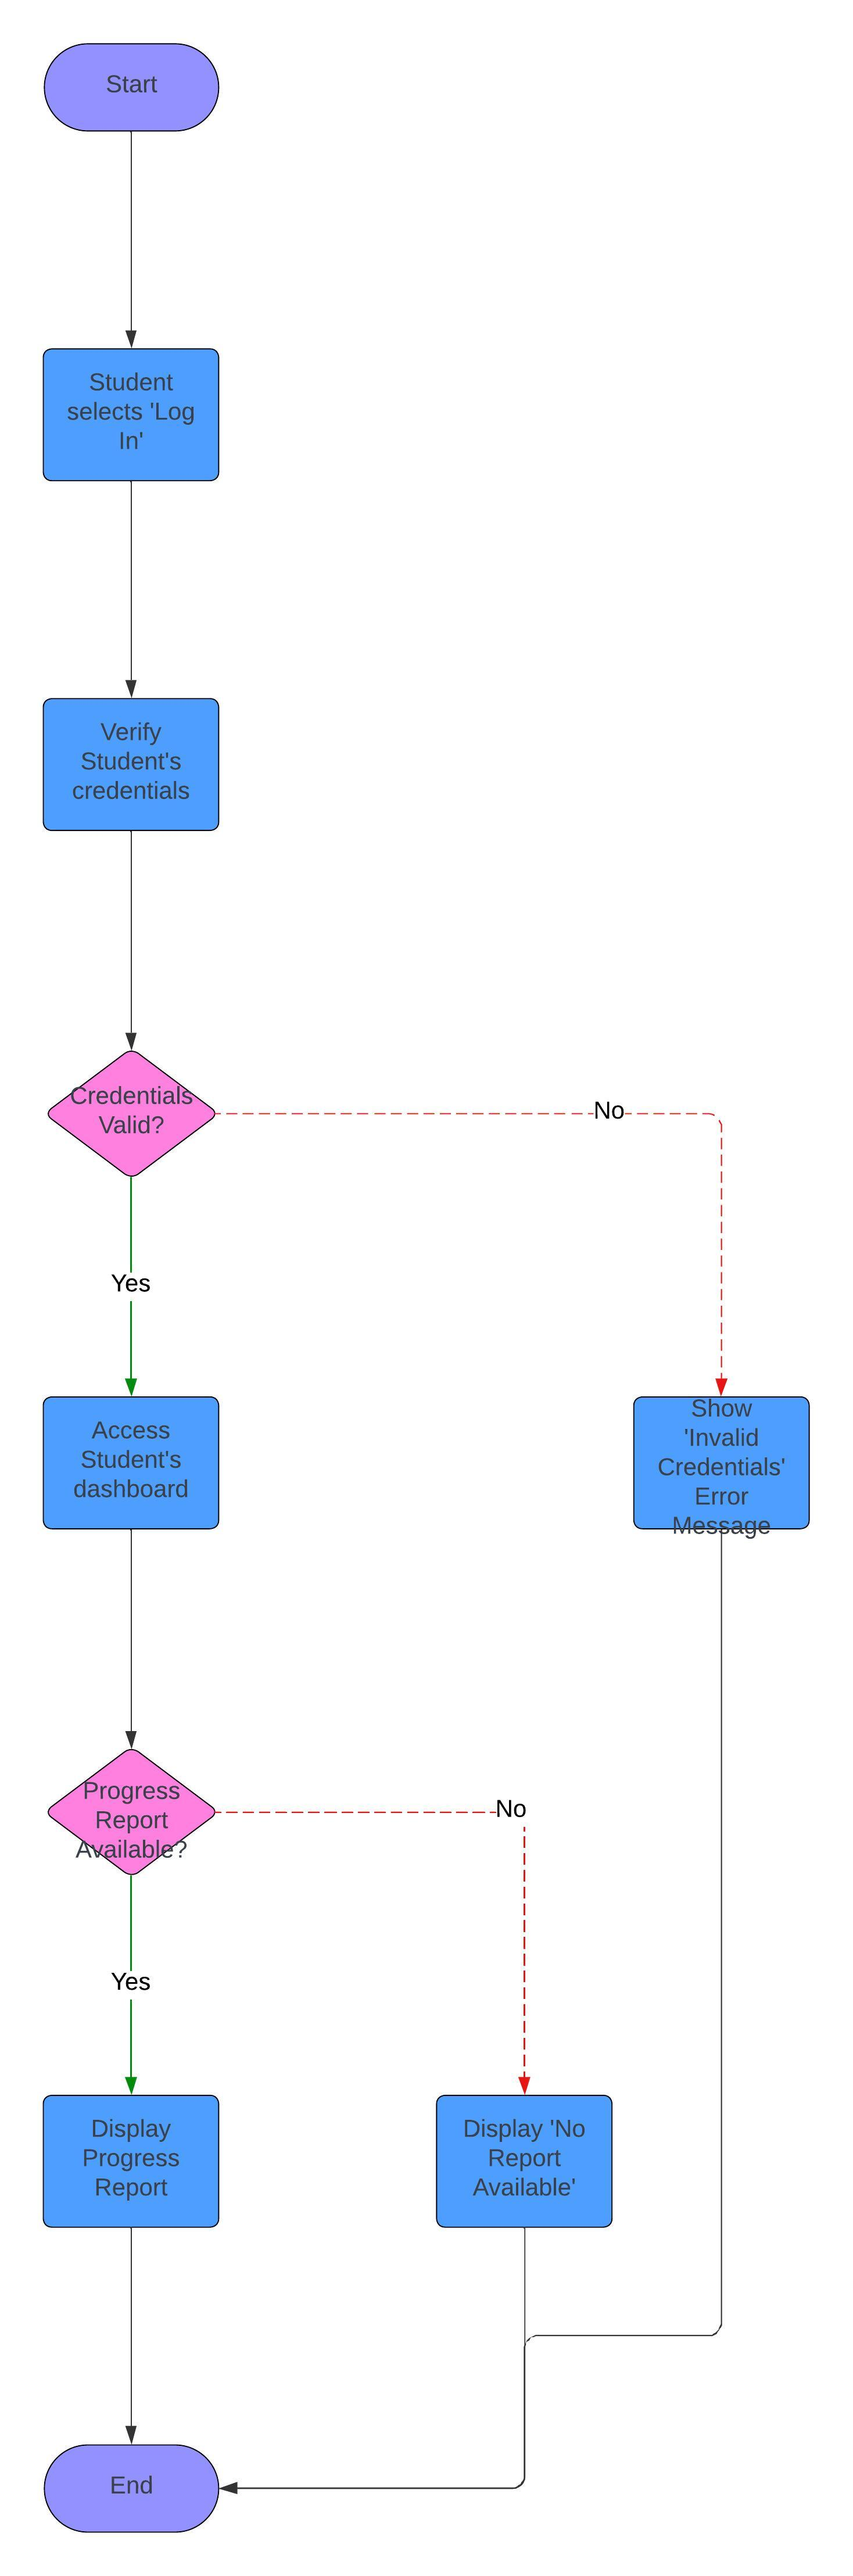 Start
Student
selects 'Log
In'
Verify
Student's
credentials
Credentials
Valid?
No
Yes
Access
Student's
dashboard
Show
'Invalid
Credentials'
Error
Message
Progress
Report
Available?
No
Yes
Display
Progress
Report
Display 'No
Report
Available'
End